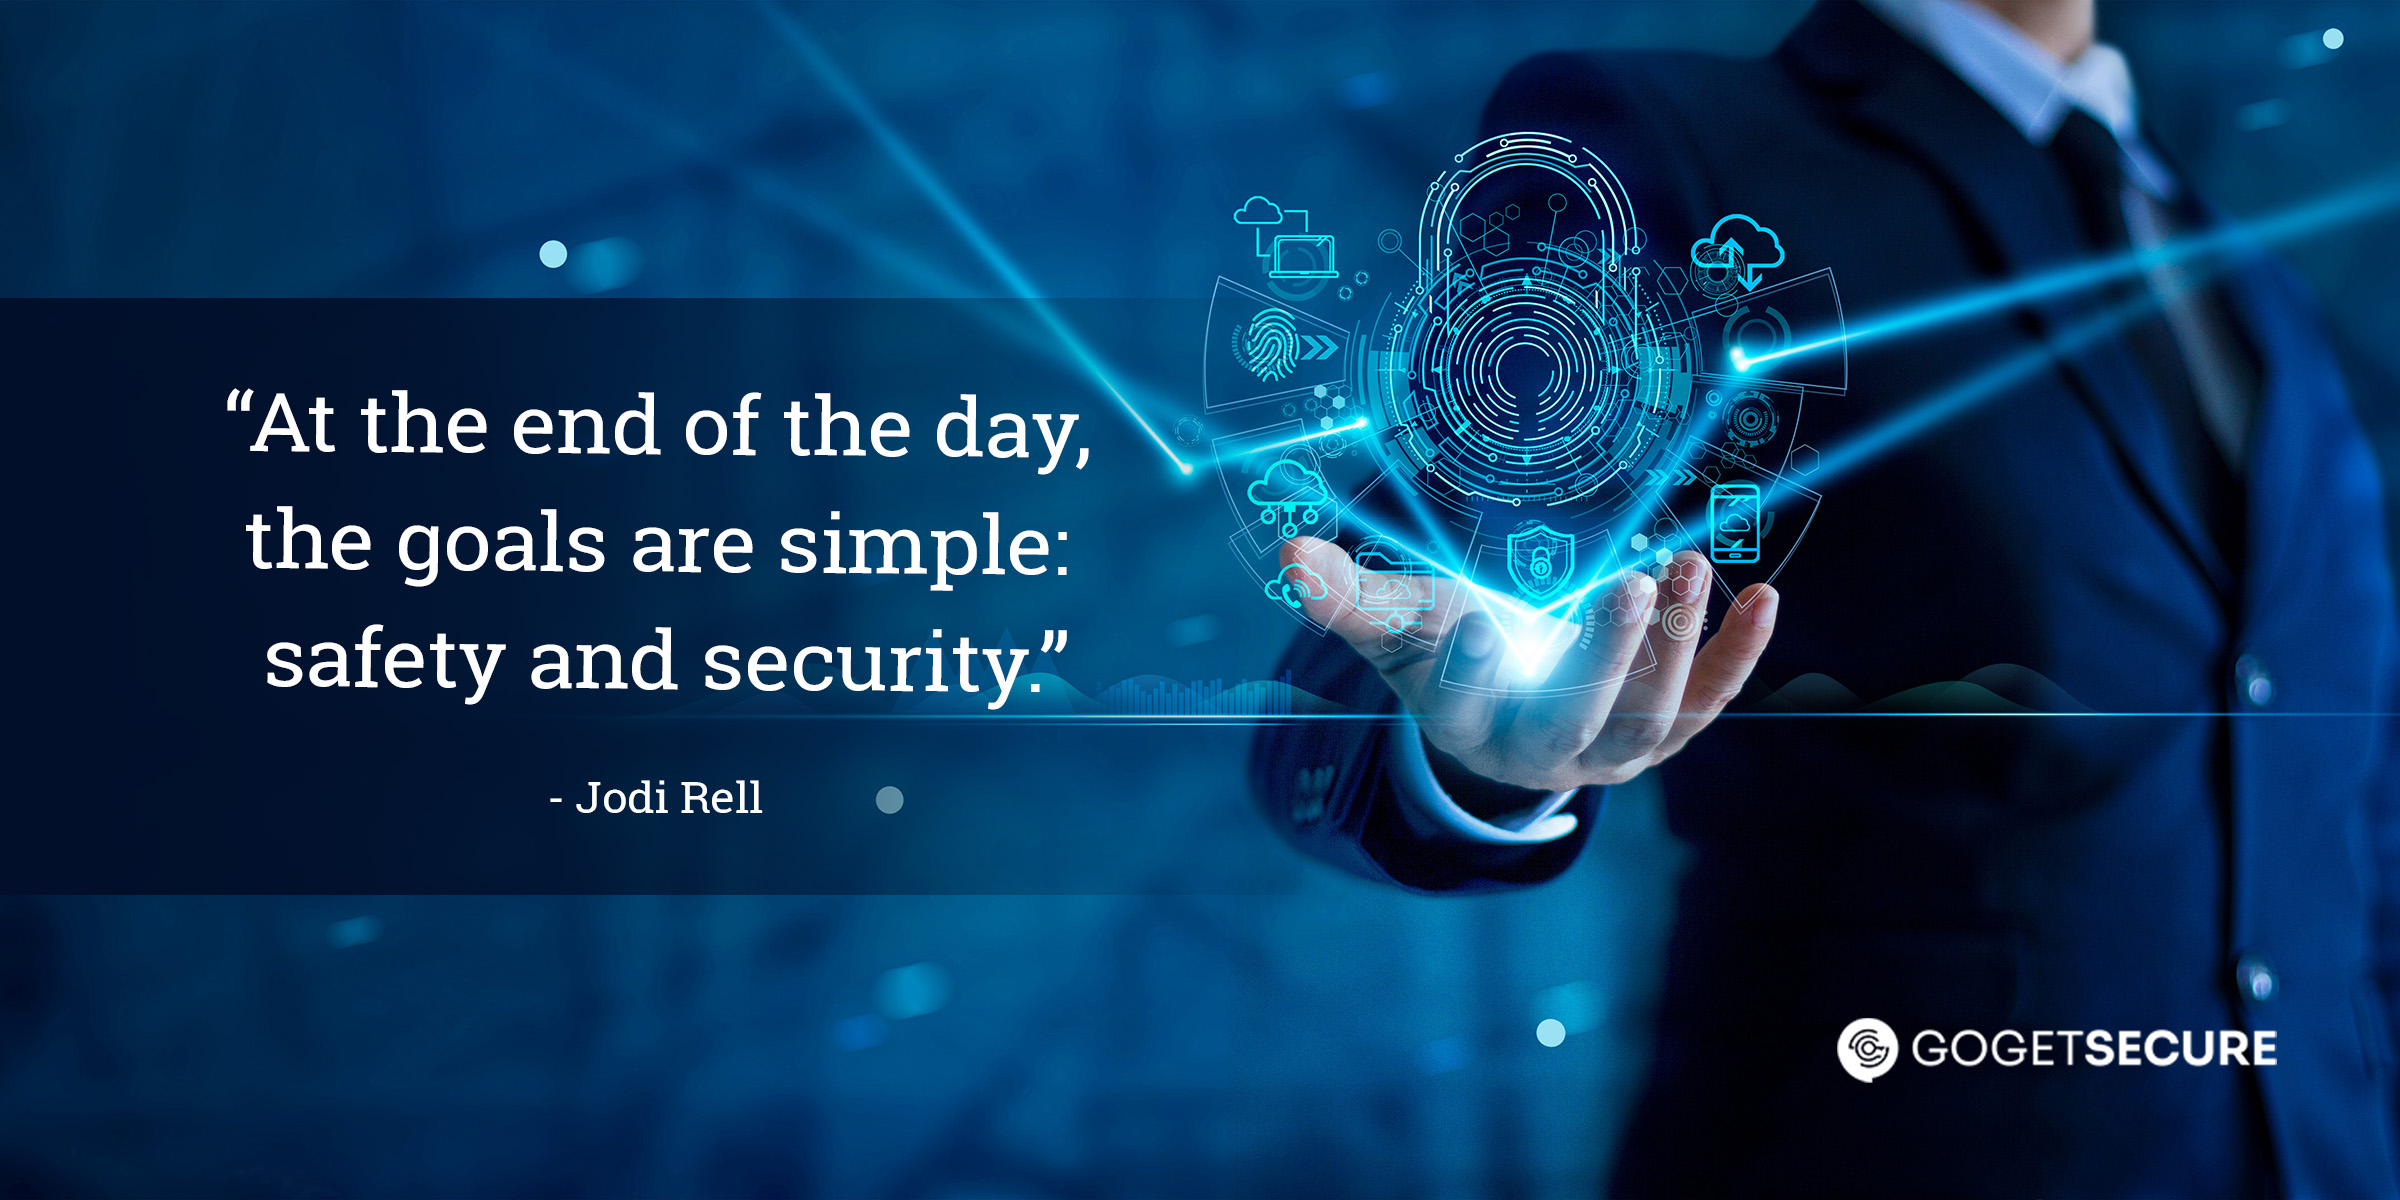 “At the end of the day,
the goals are simple:
safety and security.”
- Jodi Rell
GOGETSECURE